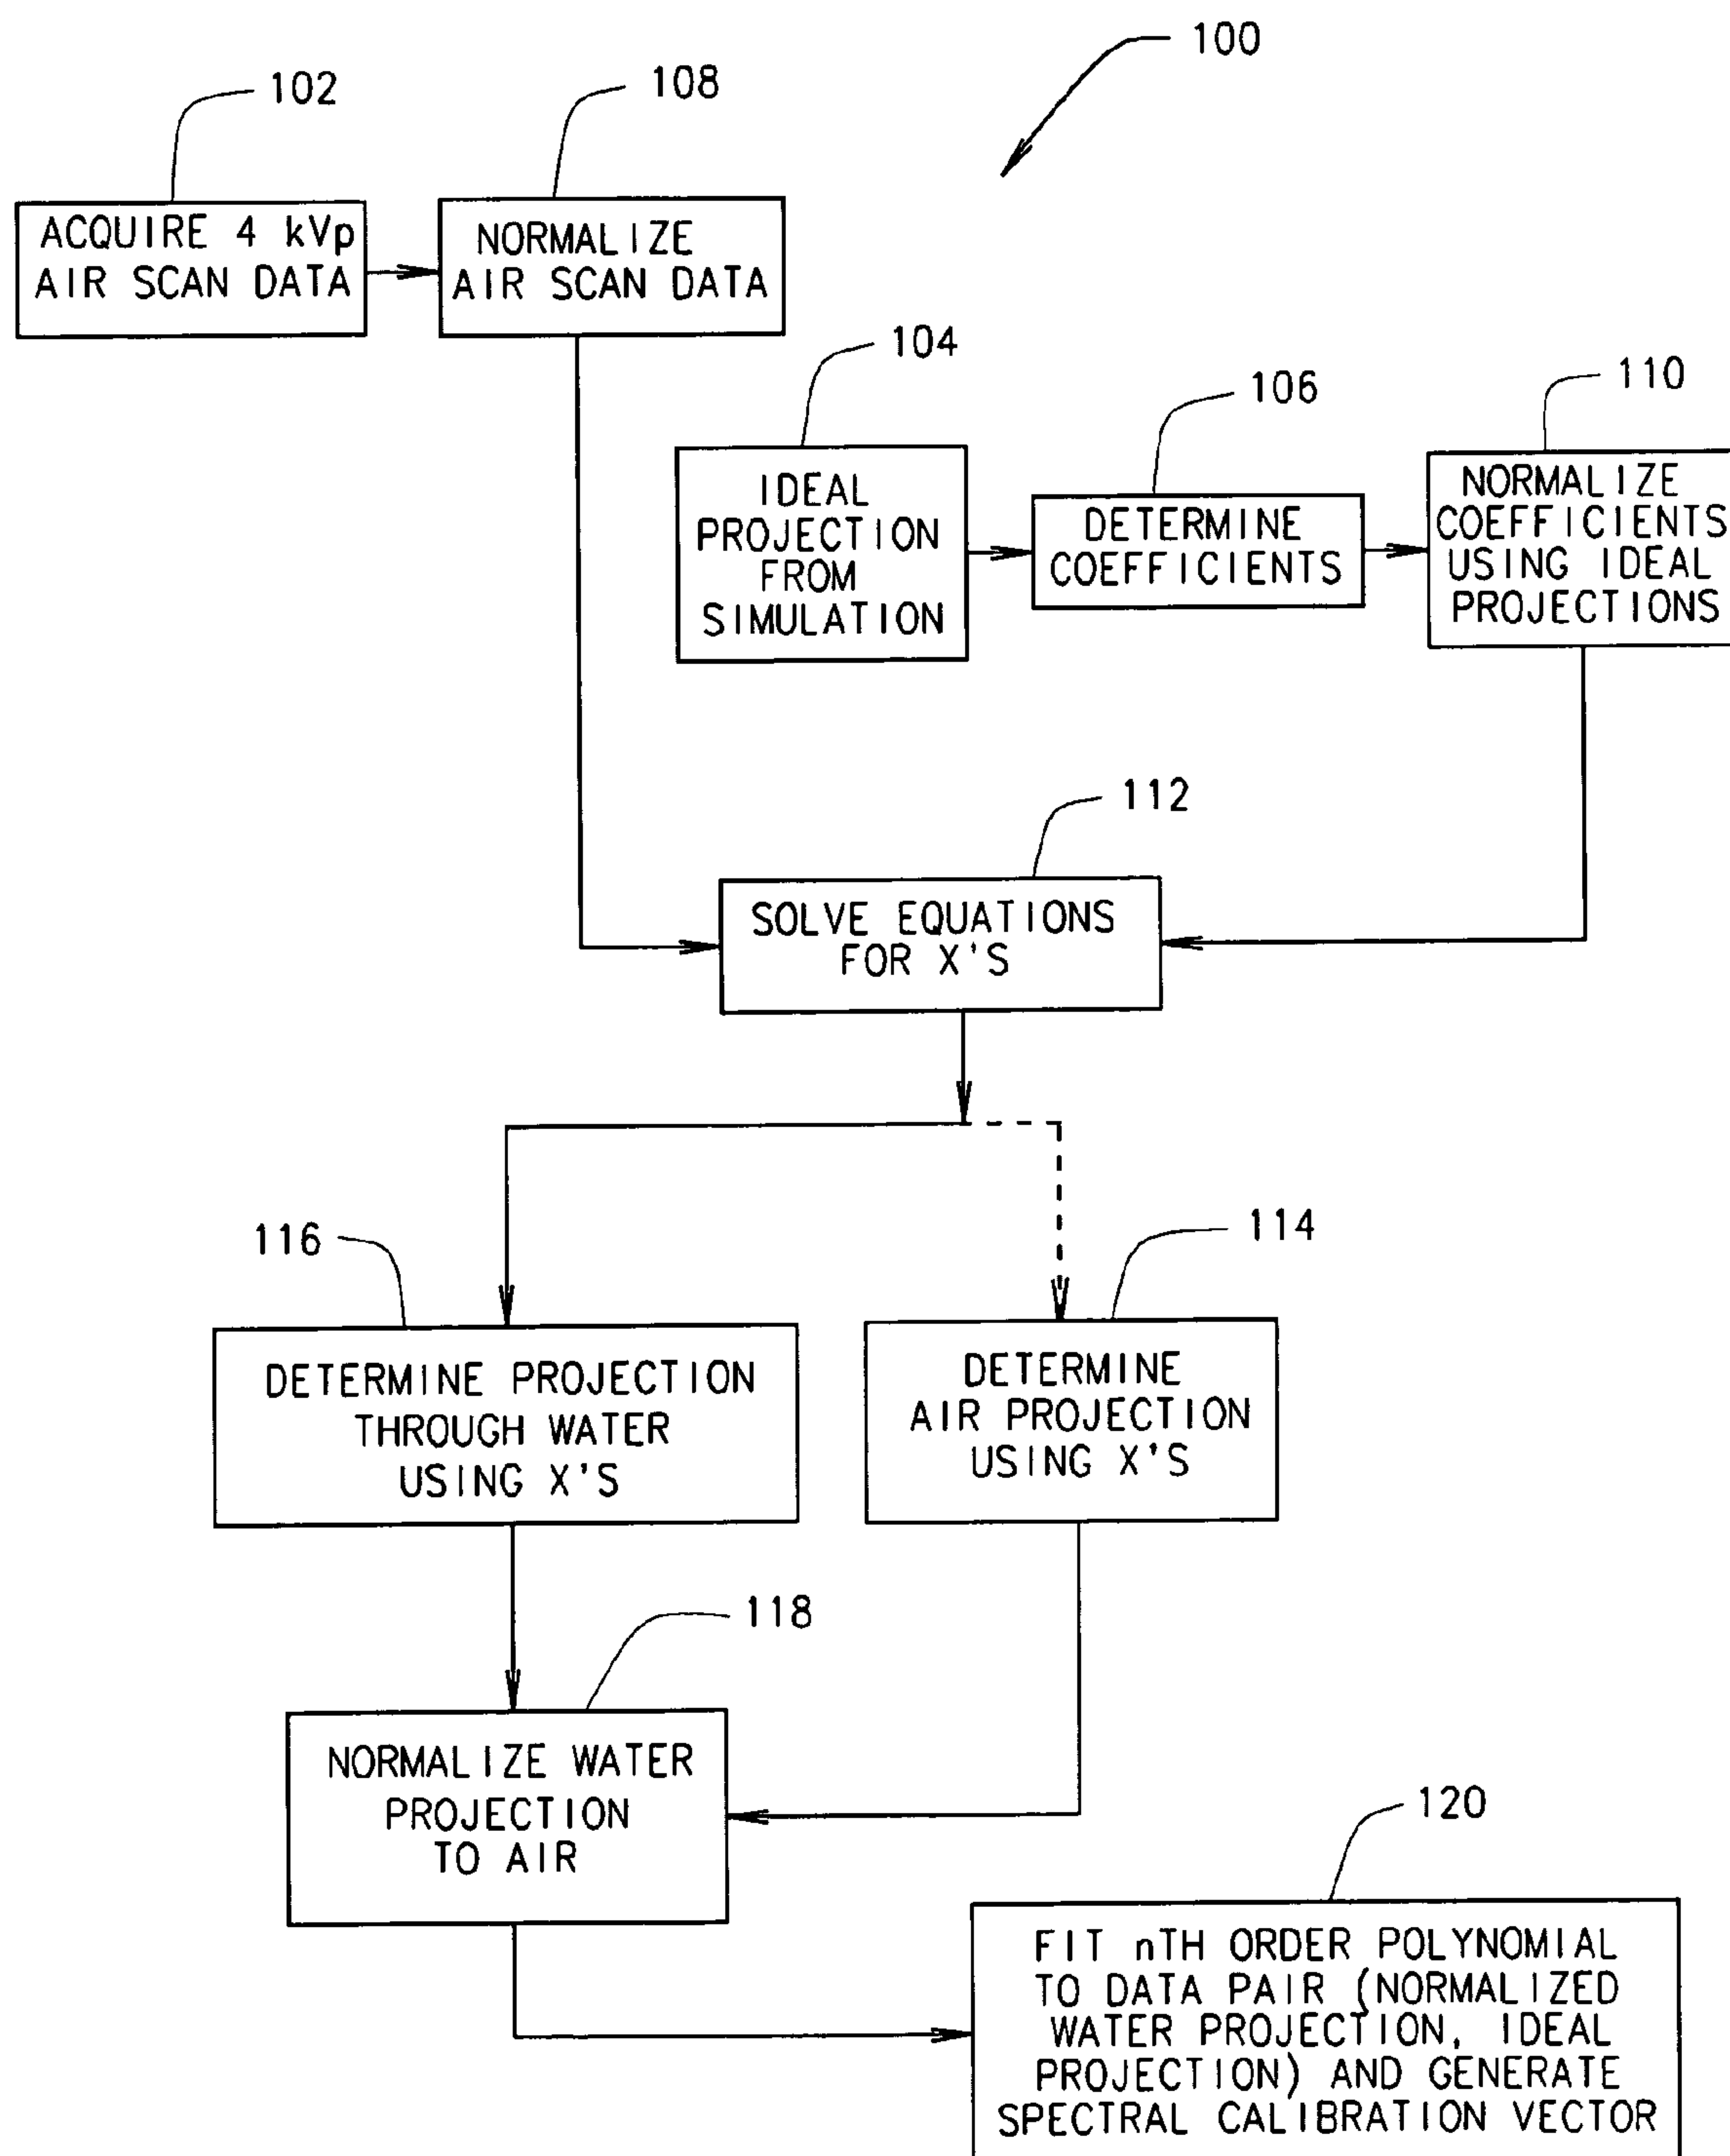 100
102
108
ACQUIRE 4 kVp
AIR SCAN DATA
NORMALIZE
AIR SCAN DATA
104
106
110
IDEAL
PROJECTION
FROM
SIMULATION
DETERMINE
COEFFICIENTS
NORMALIZE
COEFFICIENTS
USING IDEAL
PROJECTIONS
112
SOLVE EQUATIONS
FOR X'S
116
114
DETERMINE PROJECTION
THROUGH WATER
USING X'S
DETERMINE
AIR PROJECTION
USING X'S
118
NORMALIZE WATER
PROJECTION
TO AIR
120
FIT nTH ORDER POLYNOMIAL
TO DATA PAIR (NORMALIZED
WATER PROJECTION, IDEAL
PROJECTION) AND GENERATE
SPECTRAL CALIBRATION VECTOR